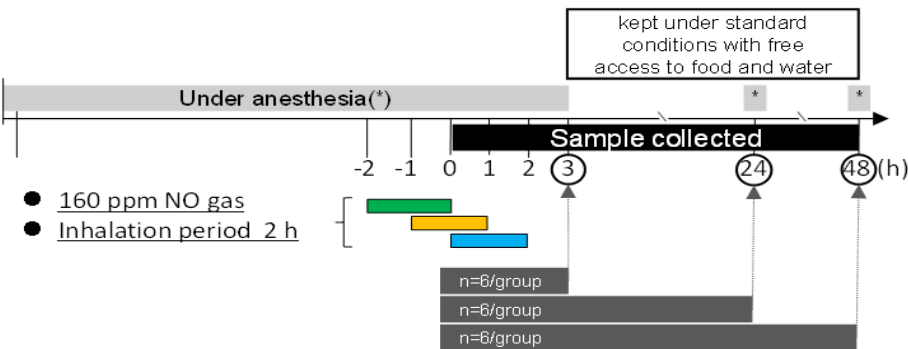 kept under standard
conditions with free
access to food and water
Under anesthesia(*)
*
*
Sample collected
-2 -1 0 1 2 3 24 48 (h)
● 160 ppm NO gas
● Inhalation period 2 h
n=6/group
n=6/group
n=6/group